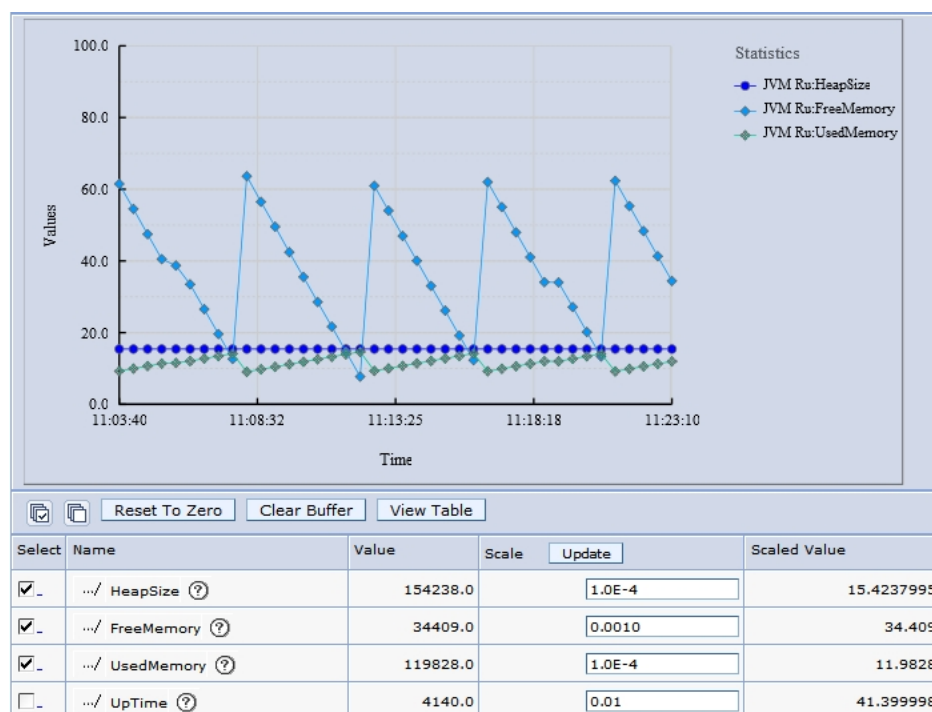 Statistics
JVM Ru:HeapSize
JVM Ru:FreeMemory
JVM Ru:UsedMemory
100.0
80.0
60.0
40.0
20.0
0.0
Values
11:03:40 11:08:32 11:13:25 11:18:18 11:23:10
Time
Reset To Zero Clear Buffer View Table
Select Name Value Scale Update Scaled Value
HeapSize ? 154238.0 1.0E-4 15.4237995
FreeMemory ? 34409.0 0.0010 34.409
UsedMemory ? 119828.0 1.0E-4 11.9828
UpTime ? 4140.0 0.01 41.399998